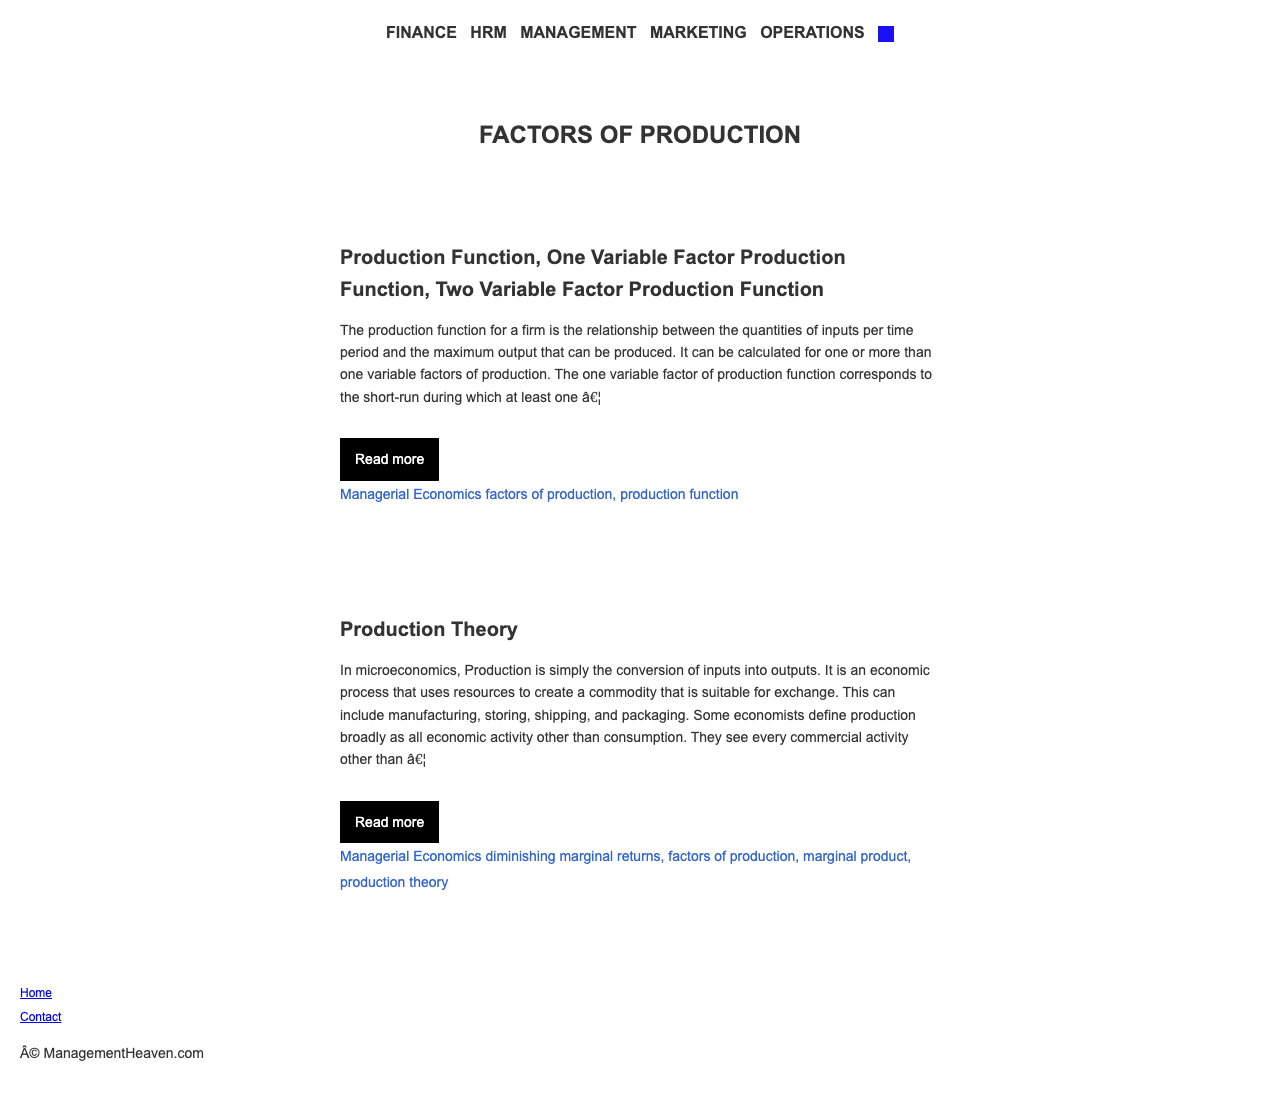 FINANCE HRM MANAGEMENT MARKETING OPERATIONS
FACTORS OF PRODUCTION
Production Function, One Variable Factor Production
Function, Two Variable Factor Production Function
The production function for a firm is the relationship between the quantities of inputs per time
period and the maximum output that can be produced. It can be calculated for one or more than
one variable factors of production. The one variable factor of production function corresponds to
the short-run during which at least one â€¦
Read more
Managerial Economics factors of production, production function
Production Theory
In microeconomics, Production is simply the conversion of inputs into outputs. It is an economic
process that uses resources to create a commodity that is suitable for exchange. This can
include manufacturing, storing, shipping, and packaging. Some economists define production
broadly as all economic activity other than consumption. They see every commercial activity
other than â€¦
Read more
Managerial Economics diminishing marginal returns, factors of production, marginal product,
production theory
Home
Contact
Â© ManagementHeaven.com